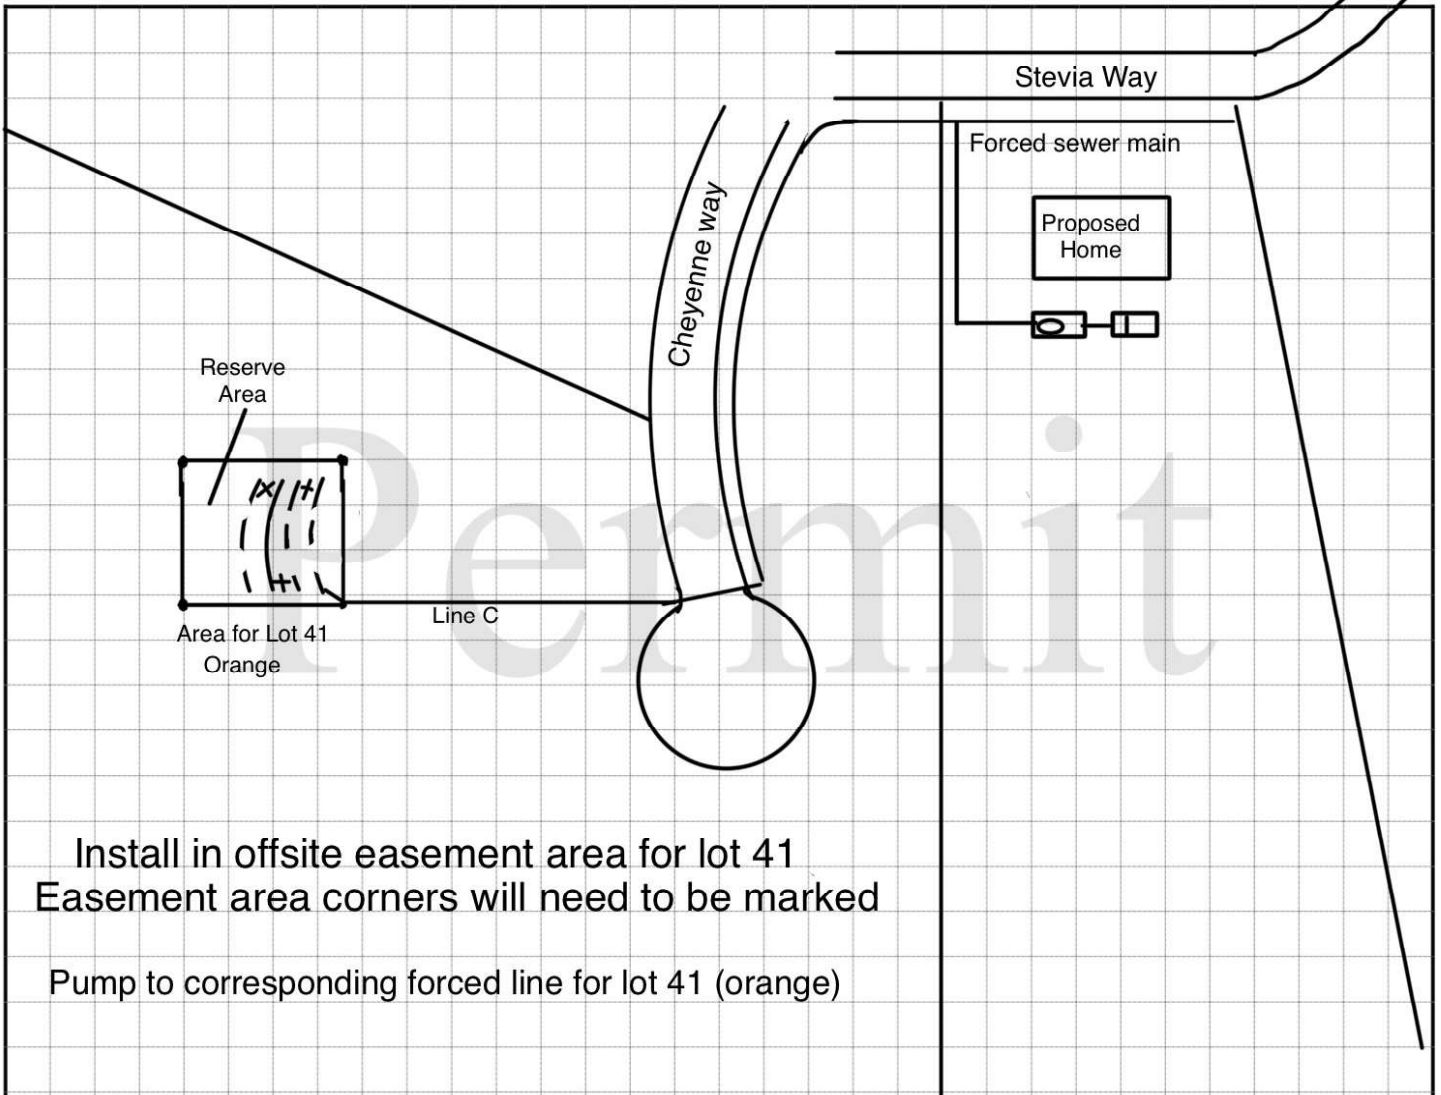 Stevia Way
Forced sewer main
Proposed
Home
Cheyenne way
Reserve
Area
Line C
Area for Lot 41
Orange
Permit
Install in offsite easement area for lot 41
Easement area corners will need to be marked
Pump to corresponding forced line for lot 41 (orange)